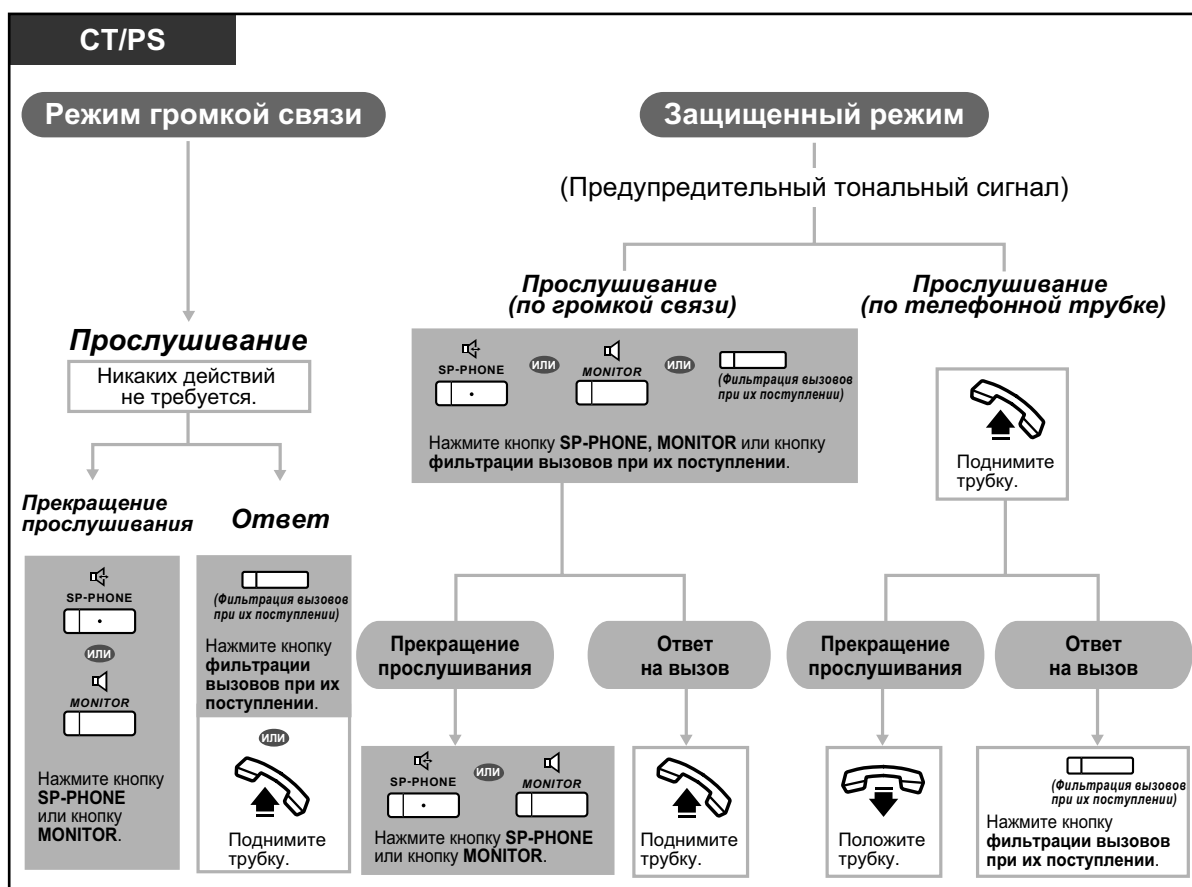 CT/PS
Режим громкой связи
Прослушивание
Никаких действий
не требуется.
Прекращение
прослушивания
SP-PHONE
или
MONITOR
Нажмите кнопку
SP-PHONE
или кнопку
MONITOR.
Ответ
(Фильтрация вызовов
при их поступлении)
Нажмите кнопку
фильтрации
вызовов при их
поступлении.
или
Поднимите
трубку.
Защищенный режим
(Предупредительный тональный сигнал)
Прослушивание
(по громкой связи)
SP-PHONE
или
MONITOR
или
(Фильтрация вызовов
при их поступлении)
Нажмите кнопку SP-PHONE, MONITOR или кнопку
фильтрации вызовов при их поступлении.
Прекращение
прослушивания
SP-PHONE
или
MONITOR
Нажмите кнопку SP-PHONE
или кнопку MONITOR.
Ответ
на вызов
Поднимите
трубку.
Прослушивание
(по телефонной трубке)
Поднимите
трубку.
Прекращение
прослушивания
Положите
трубку.
Ответ
на вызов
(Фильтрация вызовов
при их поступлении)
Нажмите кнопку
фильтрации вызовов
при их поступлении.